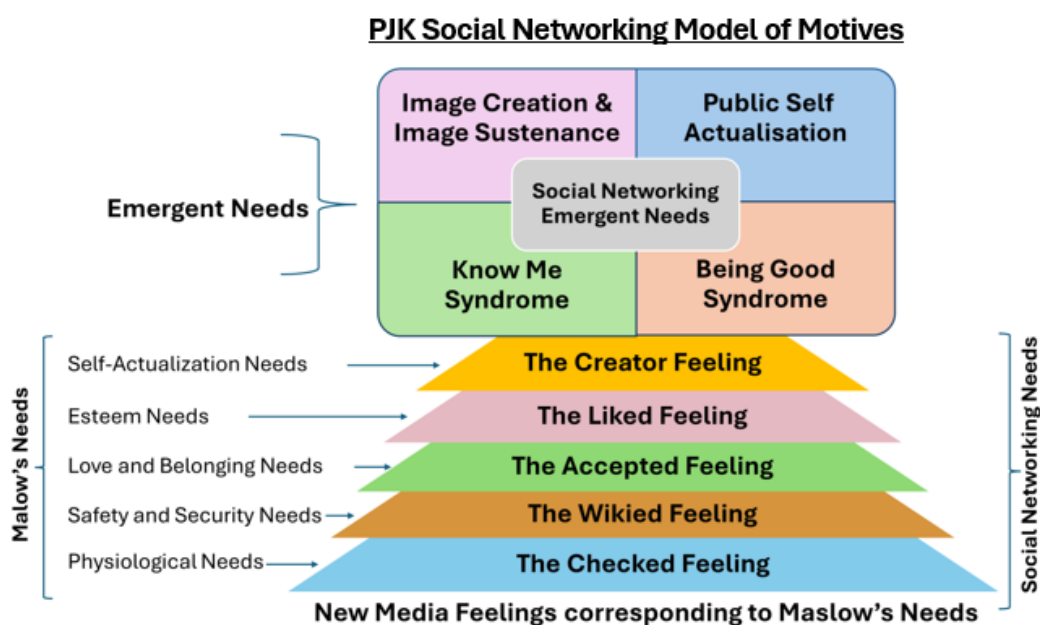 PJK Social Networking Model of Motives
Image Creation &
Image Sustenance
Public Self
Actualisation
Social Networking
Emergent Needs
Emergent Needs
Know Me
Syndrome
Being Good
Syndrome
Malow's Needs
Self-Actualization Needs
The Creator Feeling
Esteem Needs
The Liked Feeling
Love and Belonging Needs
The Accepted Feeling
Safety and Security Needs
The Wikied Feeling
Physiological Needs
The Checked Feeling
Social Networking Needs
New Media Feelings corresponding to Maslow's Needs